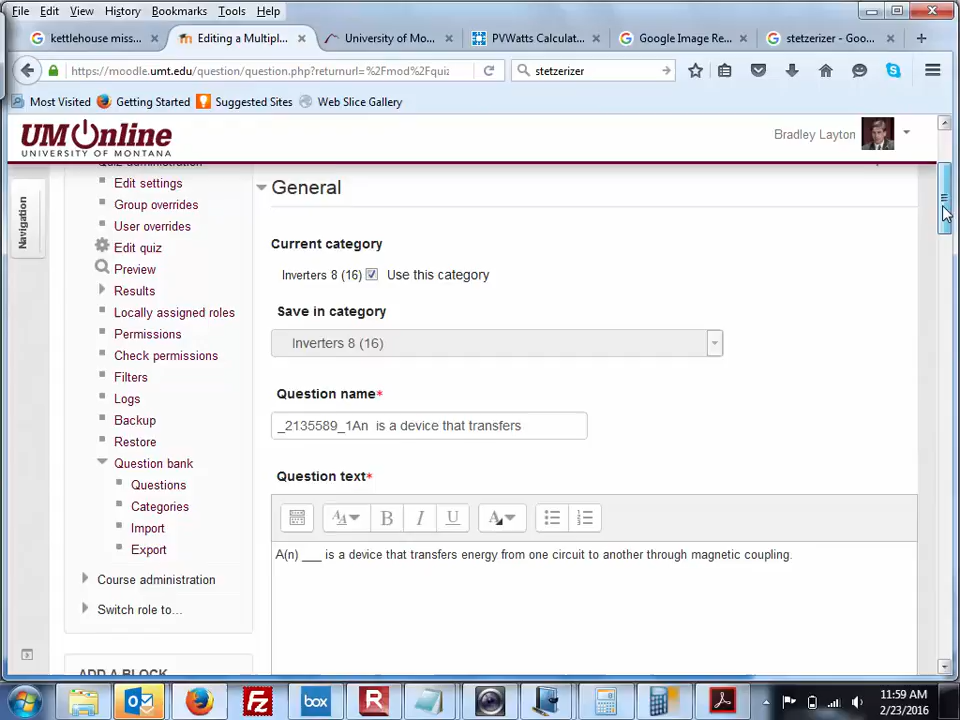 File Edit View History Bookmarks Tools Help
kettlehouse miss... Editing a Multipl... University of Mo... PVWatts Calculat... Google Image Re... stetzerizer - Goo...
https://moodle.umt.edu/question/question.php?returnurl=%2Fmod%2Fquiz
stetzerizer
Most Visited Getting Started Suggested Sites Web Slice Gallery
UMOnline
UNIVERSITY OF MONTANA
Bradley Layton
Navigation
Edit settings
Group overrides
User overrides
Edit quiz
Preview
Results
Locally assigned roles
Permissions
Check permissions
Filters
Logs
Backup
Restore
Question bank
Questions
Categories
Import
Export
Course administration
Switch role to...
ADD A BLOCK
General
Current category
Inverters 8 (16) Use this category
Save in category
Inverters 8 (16)
Question name*
_2135589_1An is a device that transfers
Question text*
A(n) ___ is a device that transfers energy from one circuit to another through magnetic coupling.
box
R
11:59 AM
2/23/2016